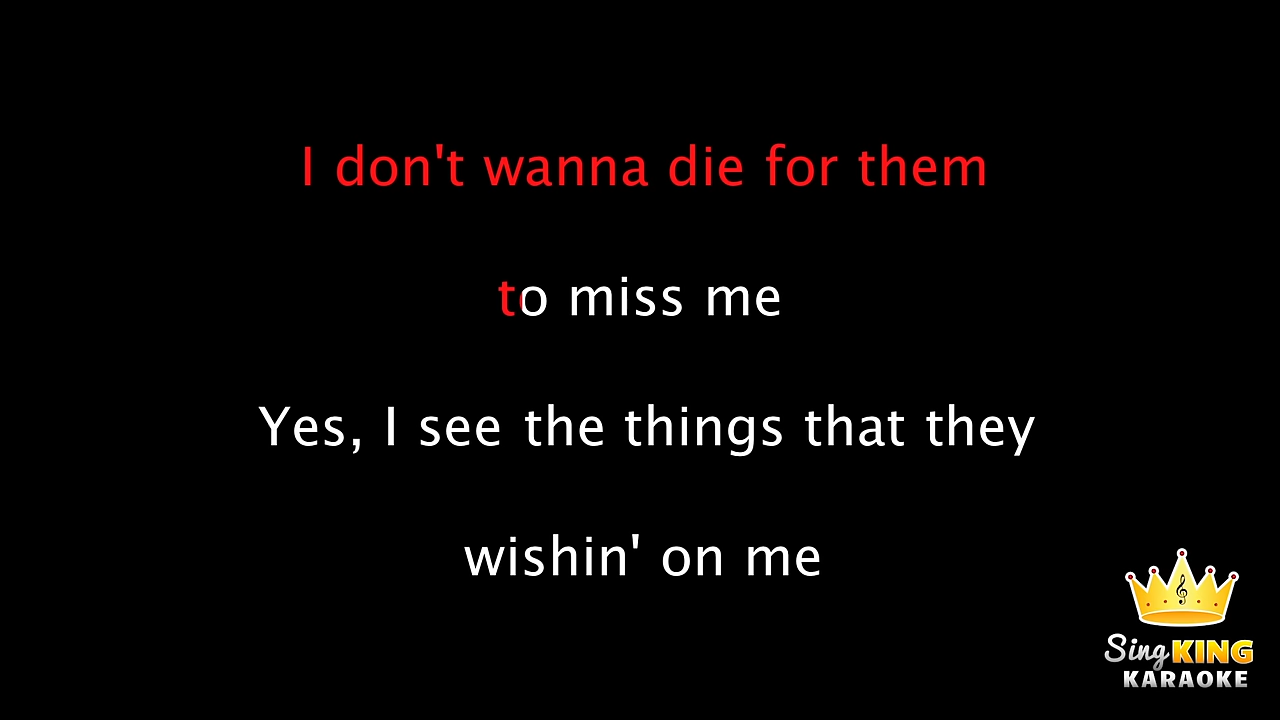 I don't wanna die for them
to miss me
Yes, I see the things that they
wishin' on me
Sing KING
KARAOKE